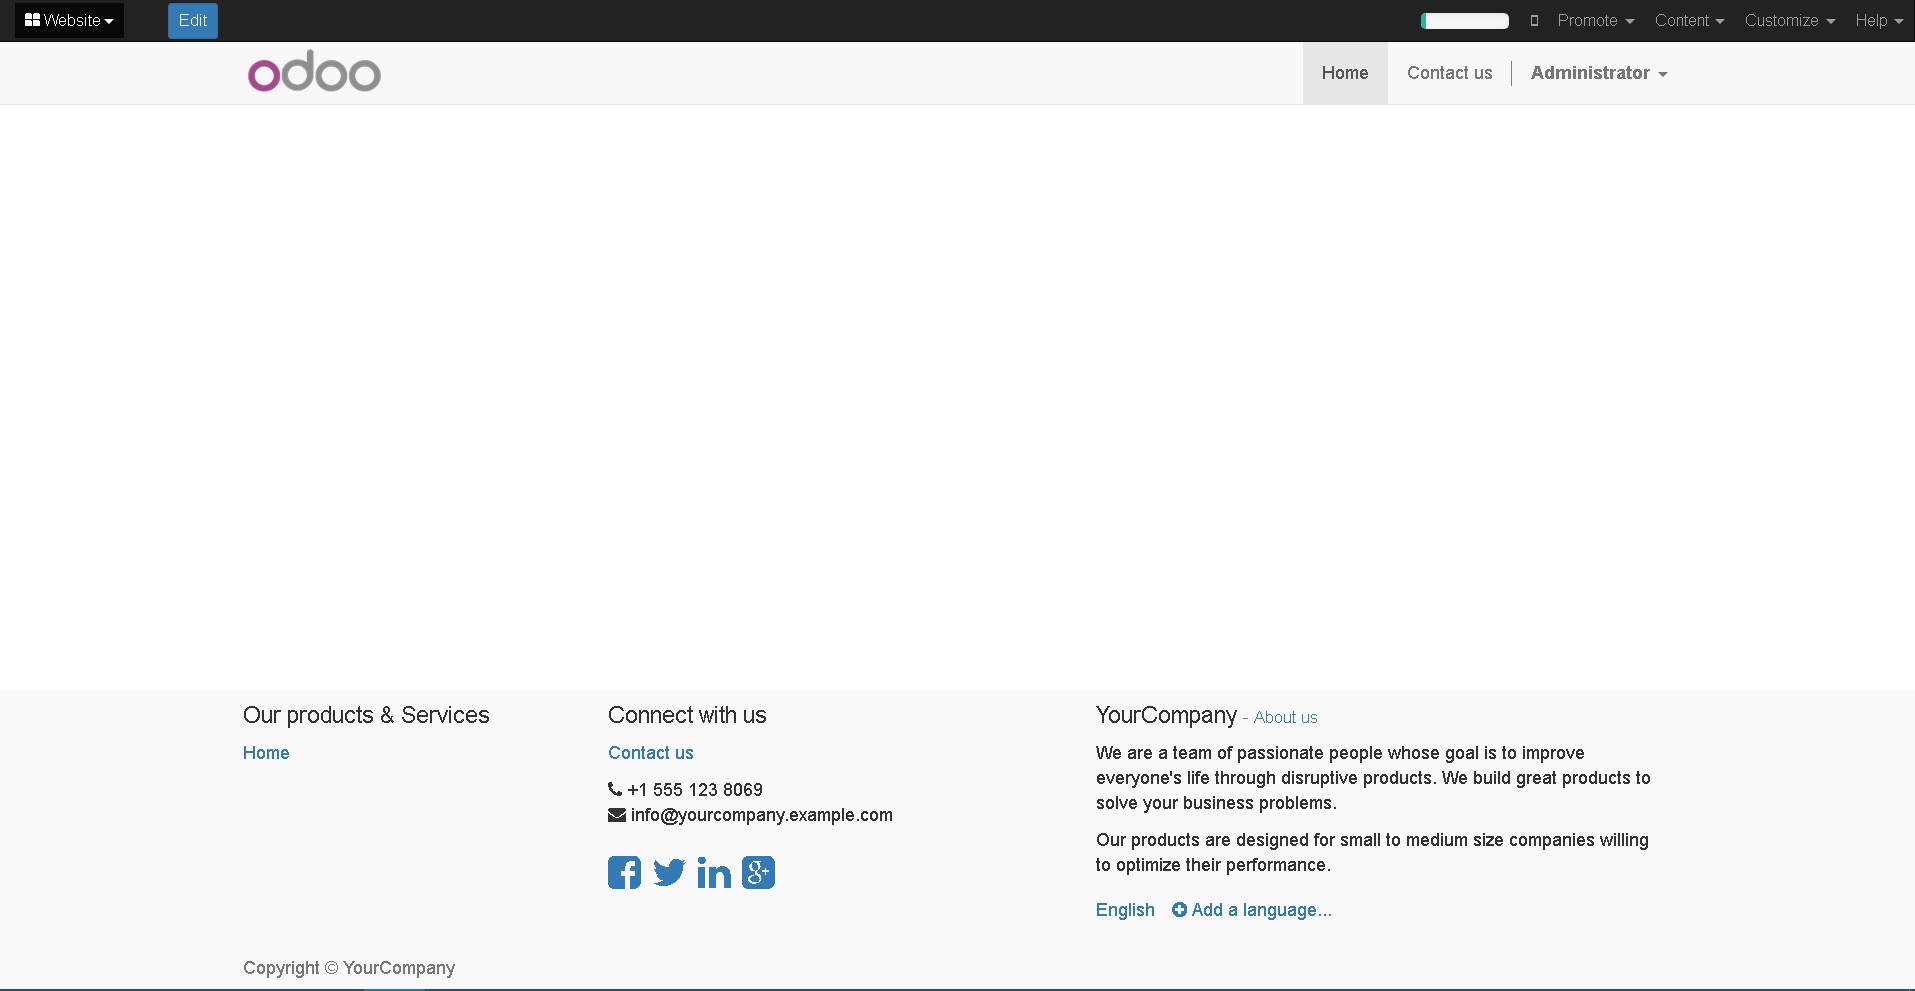 Website
Edit
Promote
Content
Customize
Help
odoo
Home
Contact us
Administrator
Our products & Services
Home
Connect with us
Contact us
+1 555 123 8069
info@yourcompany.example.com
YourCompany - About us
We are a team of passionate people whose goal is to improve
everyone's life through disruptive products. We build great products to
solve your business problems.
Our products are designed for small to medium size companies willing
to optimize their performance.
English
Add a language...
Copyright © YourCompany